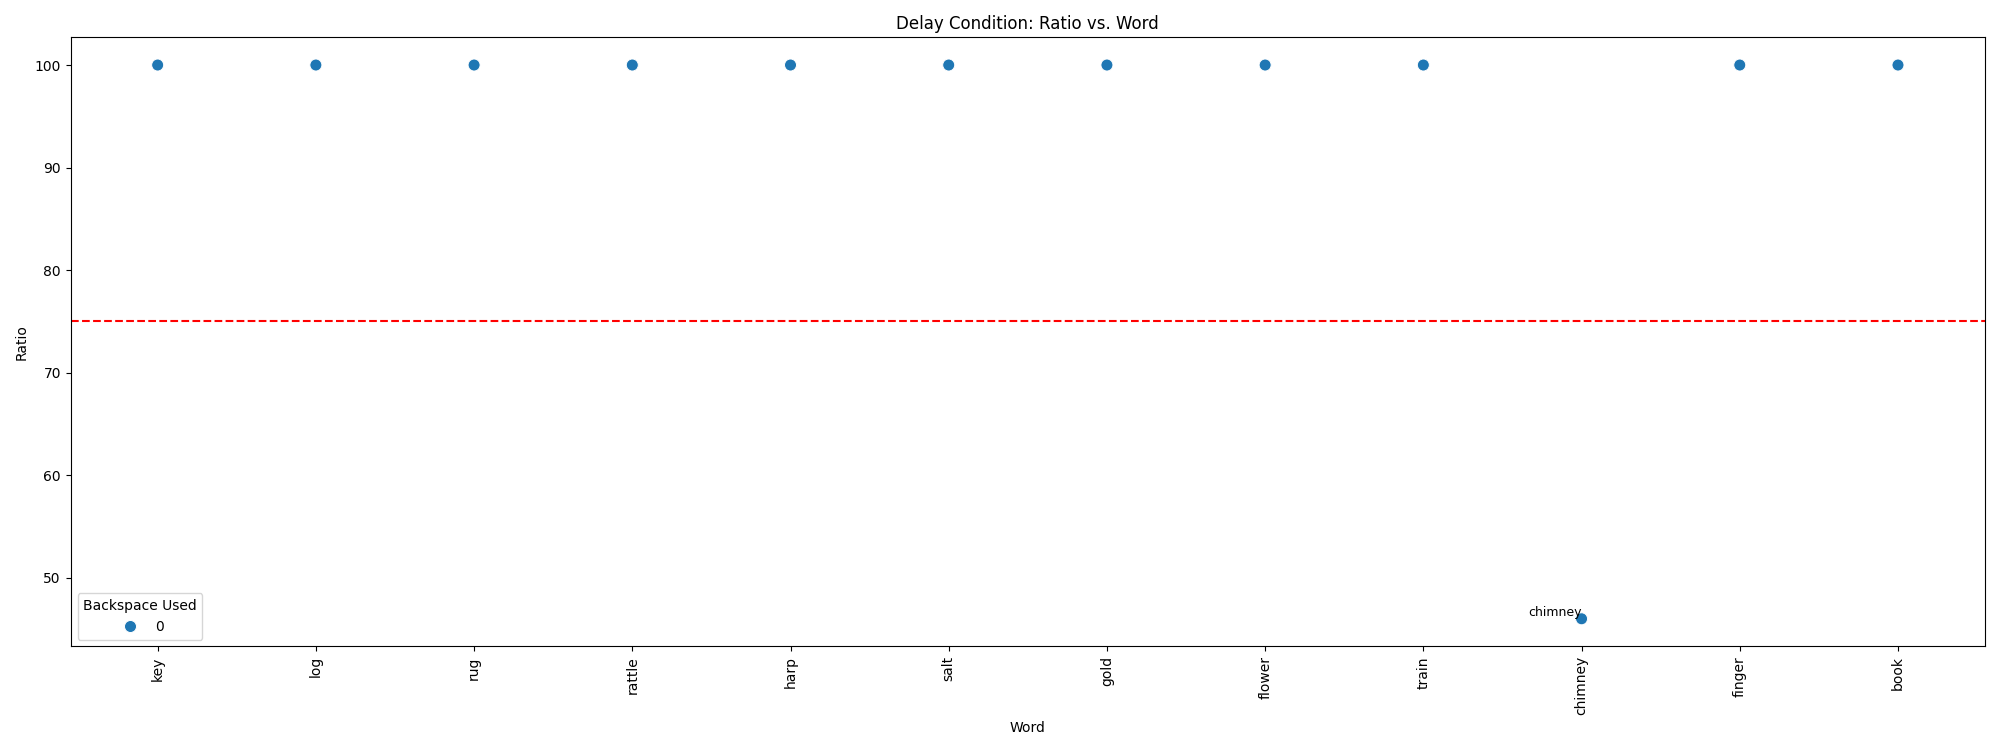 Delay Condition: Ratio vs. Word
100
90
80
70
60
50
Ratio
chimney
Backspace Used
0
key
log
rug
rattle
harp
salt
gold
flower
train
chimney
finger
book
Word